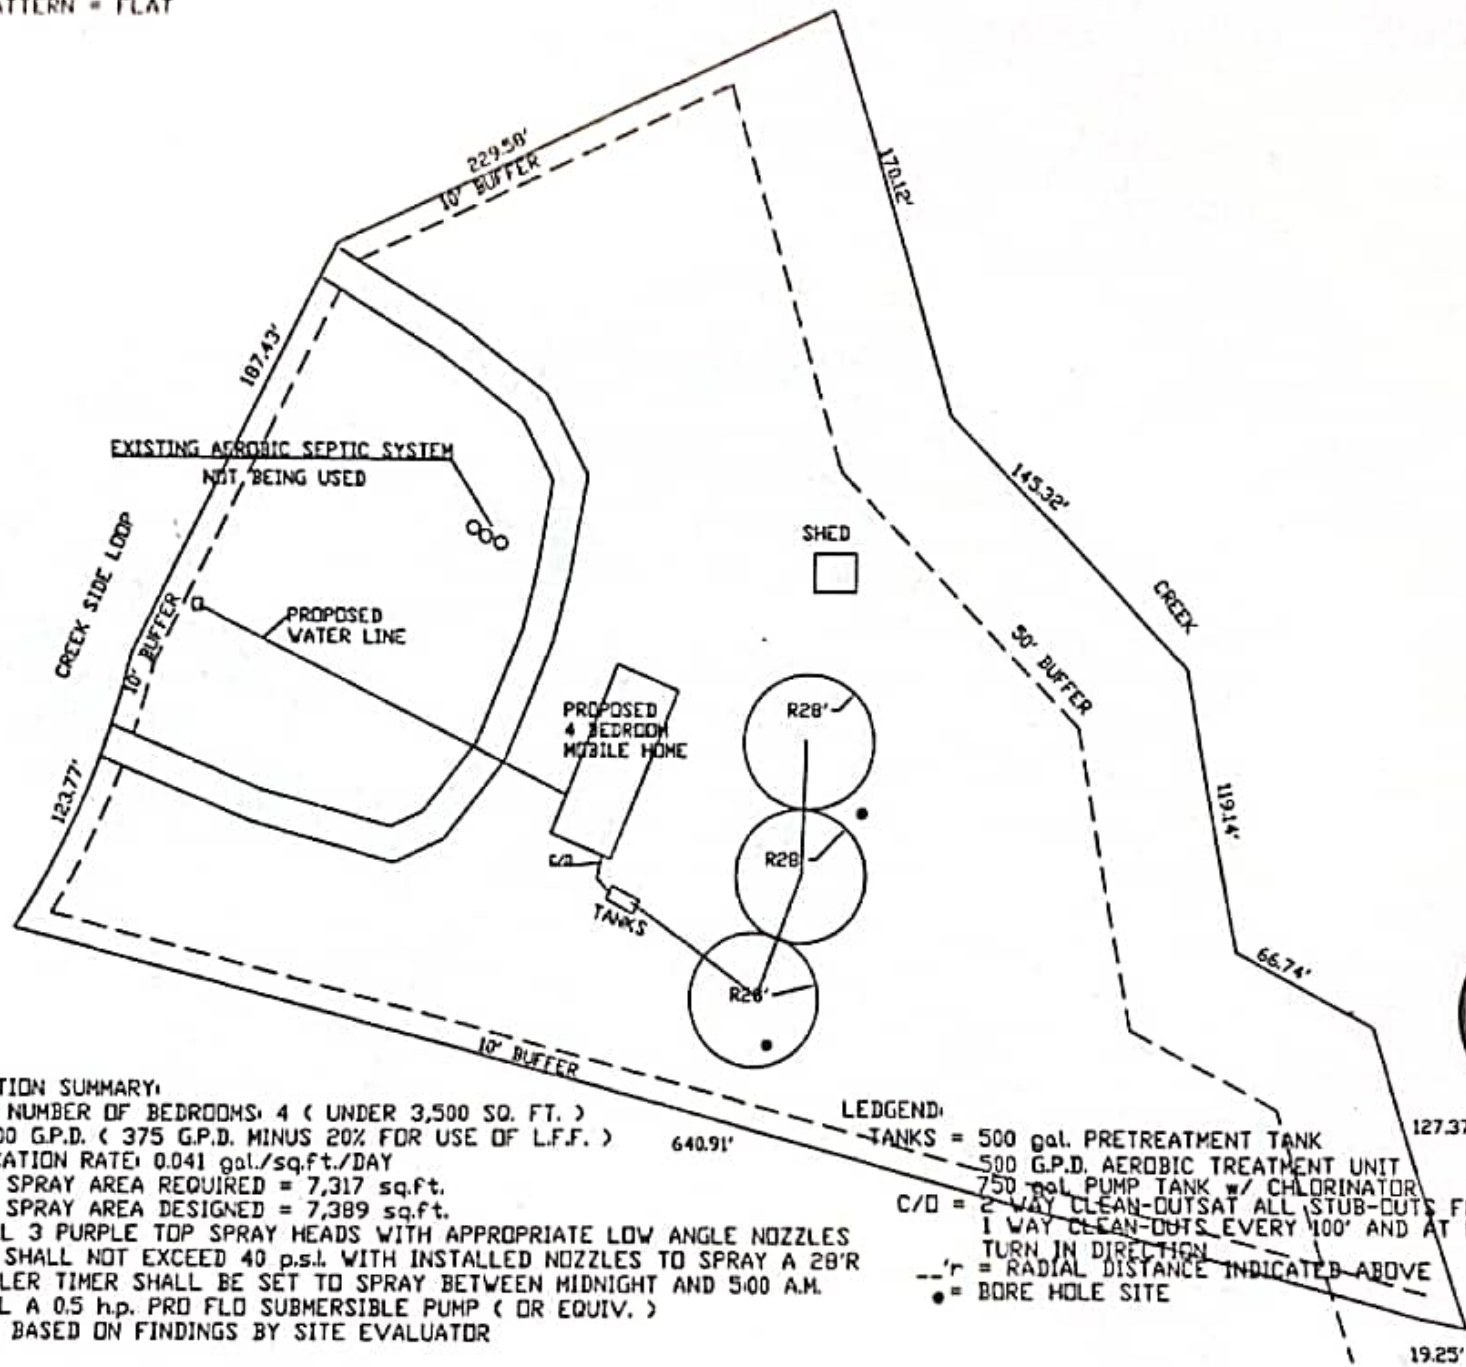 ATTERN = FLAT
229.58'
10' BUFFER
170.12'
187.43'
EXISTING AEROBIC SEPTIC SYSTEM
NOT BEING USED
145.32'
SHED
CREEK SIDE LOOP
CREEK
10' BUFFER
PROPOSED
WATER LINE
50' BUFFER
PROPOSED
4 BEDROOM
MOBILE HOME
R28'
123.77'
119.14'
R28'
C/O
TANKS
66.74'
R28'
10' BUFFER
TION SUMMARY:
NUMBER OF BEDROOMS: 4 ( UNDER 3,500 SQ. FT. )
00 G.P.D. ( 375 G.P.D. MINUS 20% FOR USE OF L.F.F. )
CATION RATE: 0.041 gal./sq.ft./DAY
SPRAY AREA REQUIRED = 7,317 sq.ft.
SPRAY AREA DESIGNED = 7,389 sq.ft.
L 3 PURPLE TOP SPRAY HEADS WITH APPROPRIATE LOW ANGLE NOZZLES
SHALL NOT EXCEED 40 p.s.i. WITH INSTALLED NOZZLES TO SPRAY A 28'R
LER TIMER SHALL BE SET TO SPRAY BETWEEN MIDNIGHT AND 5:00 A.M.
L A 0.5 h.p. PRO FLO SUBMERSIBLE PUMP ( OR EQUIV. )
BASED ON FINDINGS BY SITE EVALUATOR
640.91'
LEDGEND:
TANKS = 500 gal. PRETREATMENT TANK
500 G.P.D. AEROBIC TREATMENT UNIT
750 gal. PUMP TANK w/ CHLORINATOR
C/O = 2 WAY CLEAN-OUTSAT ALL STUB-OUTS F
1 WAY CLEAN-OUTS EVERY 100' AND AT
TURN IN DIRECTION
__'r = RADIAL DISTANCE INDICATED ABOVE
● = BORE HOLE SITE
127.37
19.25'